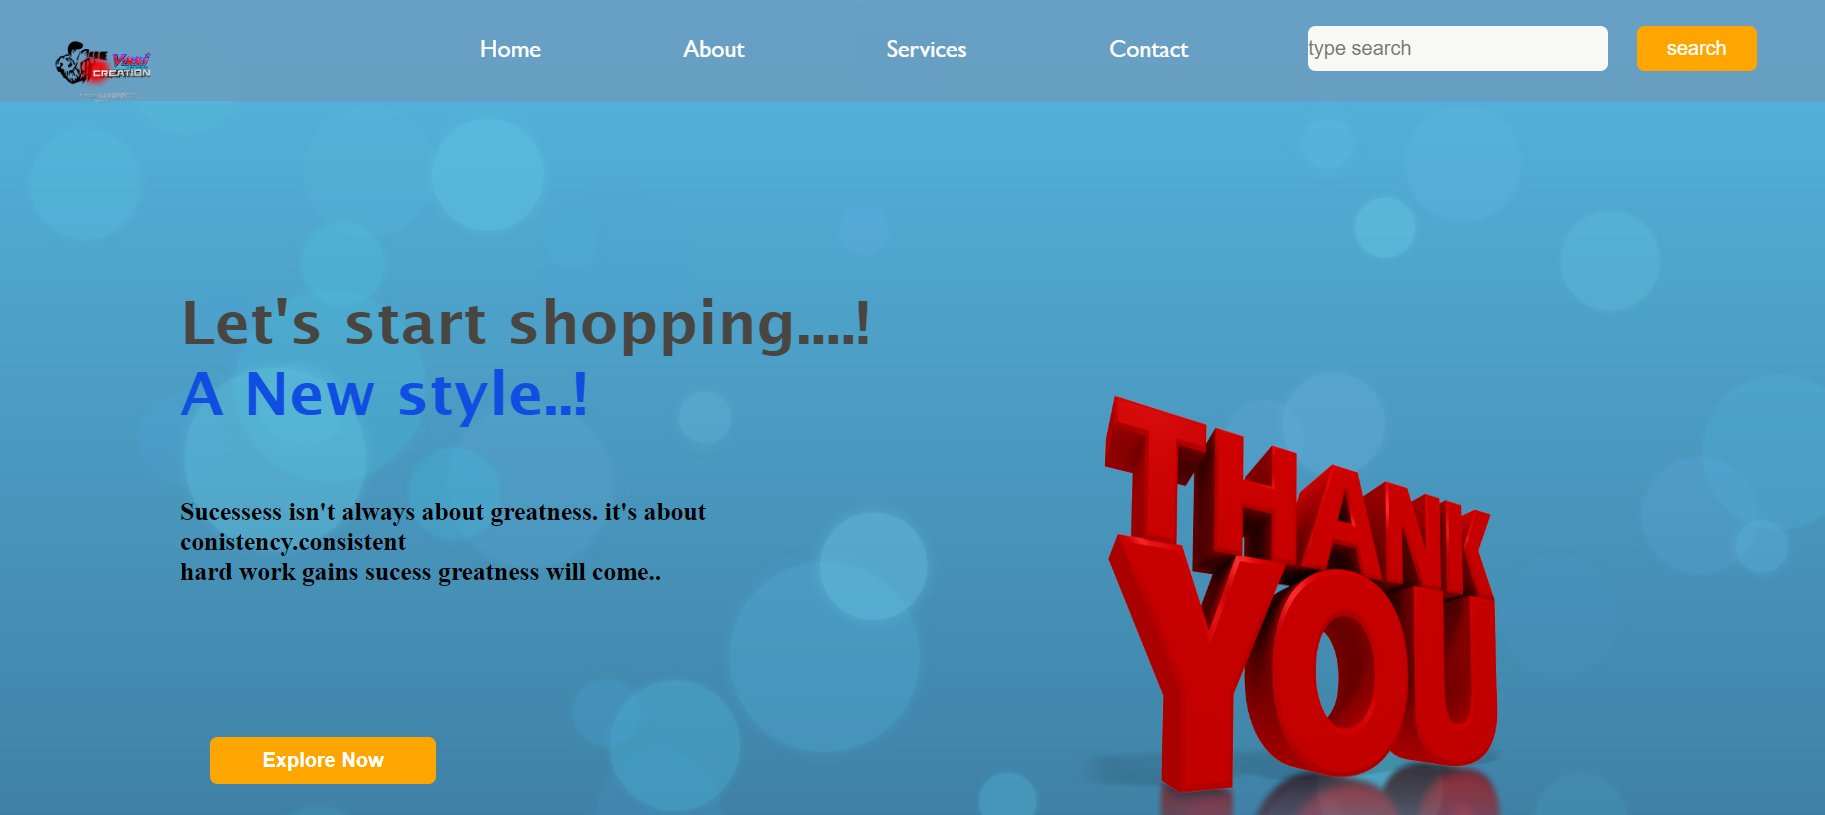 CREATION
Home
About
Services
Contact
type search
search
Let's start shopping....!
A New style..!
Sucessess isn't always about greatness. it's about
conistency.consistent
hard work gains sucess greatness will come..
Explore Now
THANK
YOU